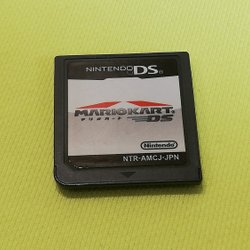 NINTENDO DS
MARIOKART
マリオカート DS
Nintendo
NTR-AMCJ-JPN